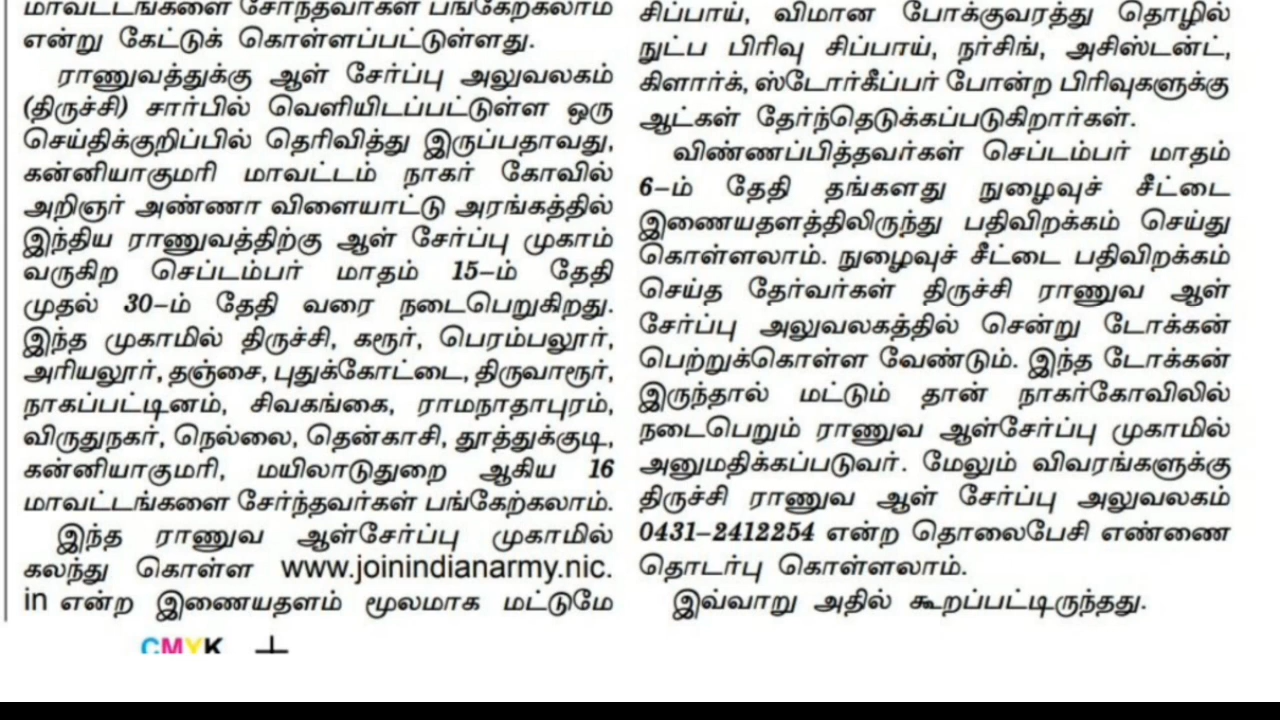 மாவட்டங்களை சேர்ந்தவர்கள் பங்கேற்கலாம்
என்று கேட்டுக் கொள்ளப்பட்டுள்ளது.
ராணுவத்துக்கு ஆள் சேர்ப்பு அலுவலகம்
(திருச்சி) சார்பில் வெளியிடப்பட்டுள்ள ஒரு
செய்திக்குறிப்பில் தெரிவித்து இருப்பதாவது,
கன்னியாகுமரி மாவட்டம் நாகர் கோவில்
அறிஞர் அண்ணா விளையாட்டு அரங்கத்தில்
இந்திய ராணுவத்திற்கு ஆள் சேர்ப்பு முகாம்
வருகிற செப்டம்பர் மாதம் 15–ம் தேதி
முதல் 30–ம் தேதி வரை நடைபெறுகிறது.
இந்த முகாமில் திருச்சி, கரூர், பெரம்பலூர்,
அரியலூர், தஞ்சை, புதுக்கோட்டை, திருவாரூர்,
நாகப்பட்டினம், சிவகங்கை, ராமநாதாபுரம்,
விருதுநகர், நெல்லை, தென்காசி, தூத்துக்குடி,
கன்னியாகுமரி, மயிலாடுதுறை ஆகிய 16
மாவட்டங்களை சேர்ந்தவர்கள் பங்கேற்கலாம்.
இந்த ராணுவ ஆள்சேர்ப்பு முகாமில்
கலந்து கொள்ள www.joinindianarmy.nic.
in என்ற இணையதளம் மூலமாக மட்டுமே
சிப்பாய், விமான போக்குவரத்து தொழில்
நுட்ப பிரிவு சிப்பாய், நர்சிங், அசிஸ்டன்ட்,
கிளார்க், ஸ்டோர்கீப்பர் போன்ற பிரிவுகளுக்கு
ஆட்கள் தேர்ந்தெடுக்கப்படுகிறார்கள்.
விண்ணப்பித்தவர்கள் செப்டம்பர் மாதம்
6–ம் தேதி தங்களது நுழைவுச் சீட்டை
இணையதளத்திலிருந்து பதிவிறக்கம் செய்து
கொள்ளலாம். நுழைவுச் சீட்டை பதிவிறக்கம்
செய்த தேர்வர்கள் திருச்சி ராணுவ ஆள்
சேர்ப்பு அலுவலகத்தில் சென்று டோக்கன்
பெற்றுக்கொள்ள வேண்டும். இந்த டோக்கன்
இருந்தால் மட்டும் தான் நாகர்கோவிலில்
நடைபெறும் ராணுவ ஆள்சேர்ப்பு முகாமில்
அனுமதிக்கப்படுவர். மேலும் விவரங்களுக்கு
திருச்சி ராணுவ ஆள் சேர்ப்பு அலுவலகம்
0431–2412254 என்ற தொலைபேசி எண்ணை
தொடர்பு கொள்ளலாம்.
இவ்வாறு அதில் கூறப்பட்டிருந்தது.
CMYK